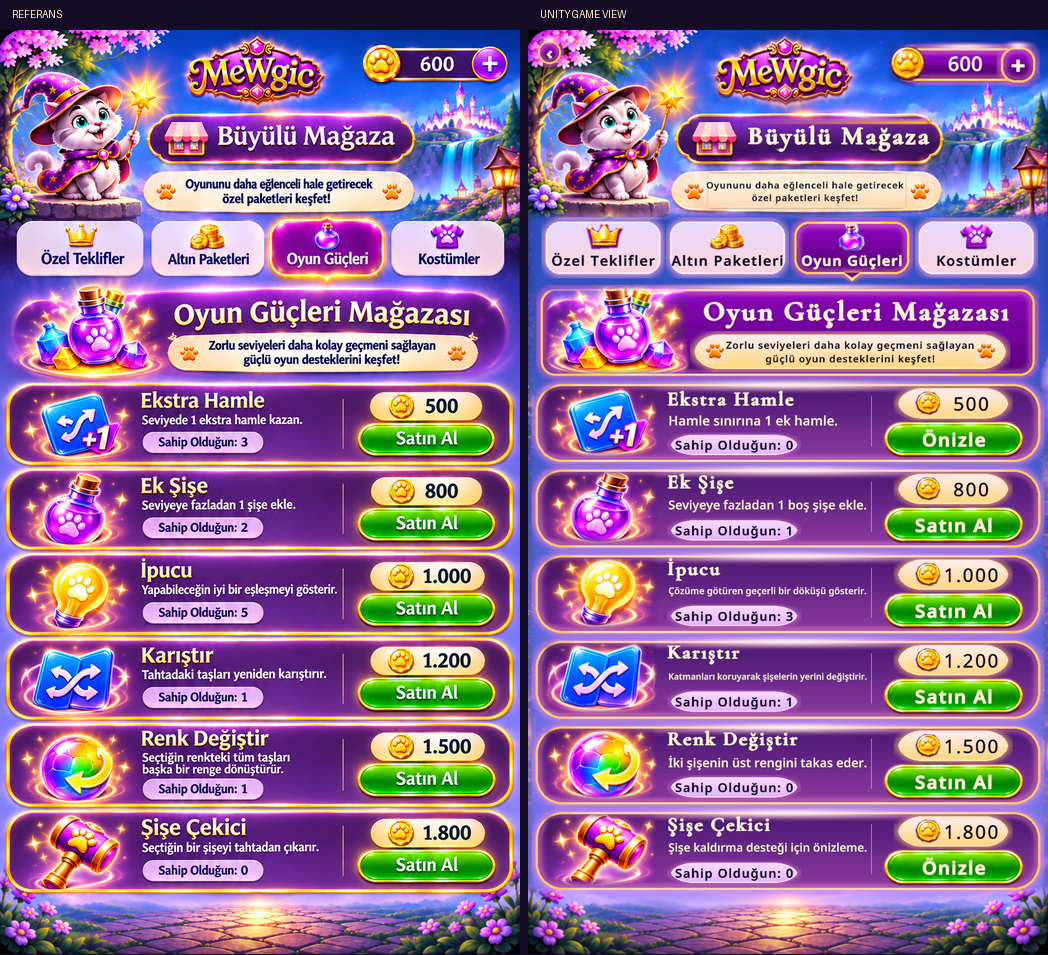 REFERANS
MeWgic
600
Büyülü Mağaza
Oyununu daha eğlenceli hale getirecek
özel paketleri keşfet!
Özel Teklifler
Altın Paketleri
Oyun Güçleri
Kostümler
Oyun Güçleri Mağazası
Zorlu seviyeleri daha kolay geçmeni sağlayan
güçlü oyun desteklerini keşfet!
+1
Ekstra Hamle
Seviyede 1 ekstra hamle kazan.
Sahip Olduğun: 3
500
Satın Al
Ek Şişe
Seviyeye fazladan 1 şişe ekle.
Sahip Olduğun: 2
800
Satın Al
İpucu
Yapabileceğin iyi bir eşleşmeyi gösterir.
Sahip Olduğun: 5
1.000
Satın Al
Karıştır
Tahtadaki taşları yeniden karıştırır.
Sahip Olduğun: 1
1.200
Satın Al
Renk Değiştir
Seçtiğin renkteki tüm taşları
başka bir renge dönüştürür.
Sahip Olduğun: 1
1.500
Satın Al
Şişe Çekici
Seçtiğin bir şişeyi tahtadan çıkarır.
Sahip Olduğun: 0
1.800
Satın Al
UNITY GAME VIEW
MeWgic
600
Büyülü Mağaza
Oyununu daha eğlenceli hale getirecek
özel paketleri keşfet!
Özel Teklifler
Altın Paketleri
Oyun Güçleri
Kostümler
Oyun Güçleri Mağazası
Zorlu seviyeleri daha kolay geçmeni sağlayan
güçlü oyun desteklerini keşfet!
+1
Ekstra Hamle
Hamle sınırına 1 ek hamle.
Sahip Olduğun: 0
500
Önizle
Ek Şişe
Seviyeye fazladan 1 boş şişe ekle.
Sahip Olduğun: 1
800
Satın Al
İpucu
Çözüme götüren geçerli bir döküşü gösterir.
Sahip Olduğun: 3
1.000
Satın Al
Karıştır
Katmanları koruyarak şişelerin yerini değiştirir.
Sahip Olduğun: 1
1.200
Satın Al
Renk Değiştir
İki şişenin üst rengini takas eder.
Sahip Olduğun: 0
1.500
Satın Al
Şişe Çekici
Şişe kaldırma desteği için önizleme.
Sahip Olduğun: 0
1.800
Önizle